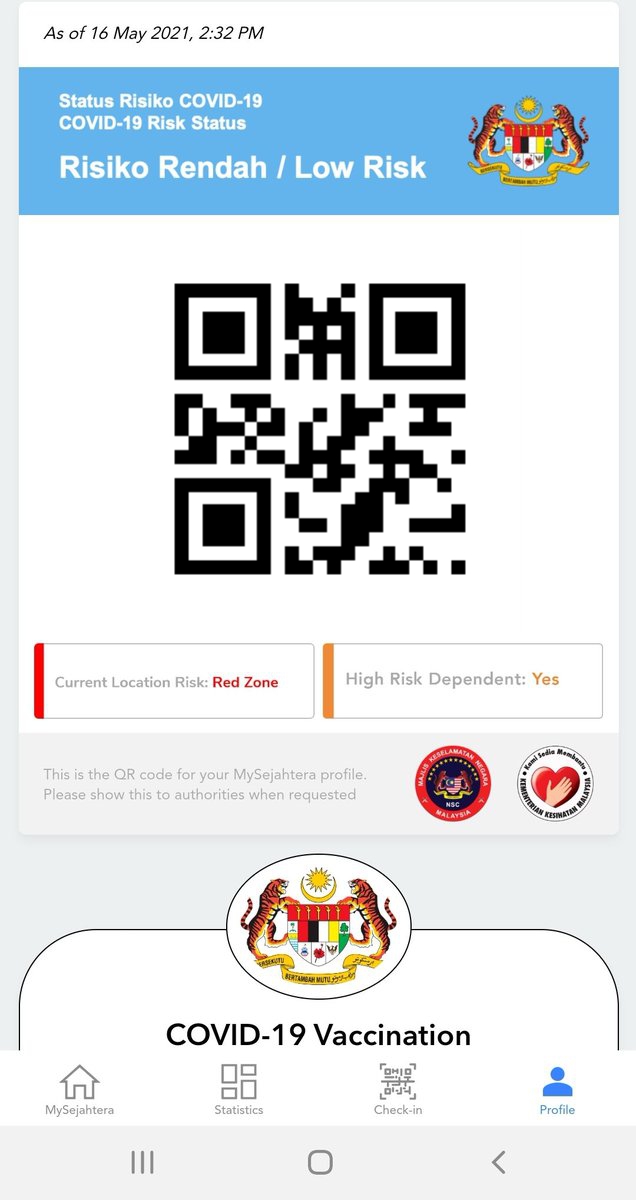 As of 16 May 2021, 2:32 PM
Status Risiko COVID-19
COVID-19 Risk Status
Risiko Rendah / Low Risk
BERTAMBAH MUTU
Current Location Risk: Red Zone
High Risk Dependent: Yes
This is the QR code for your MySejahtera profile.
Please show this to authorities when requested
MAJLIS KESELAMATAN NEGARA
NSC
MALAYSIA
Kami Sedia Membantu
KEMENTERIAN KESIHATAN MALAYSIA
BERTAMBAH MUTU
COVID-19 Vaccination
MySejahtera
Statistics
Check-in
Profile